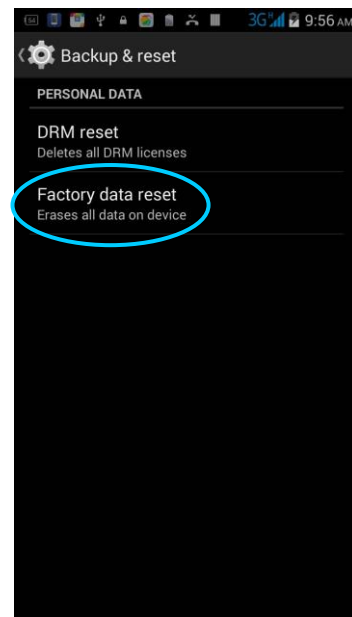 3G 9:56 AM
Backup & reset
PERSONAL DATA
DRM reset
Deletes all DRM licenses
Factory data reset
Erases all data on device